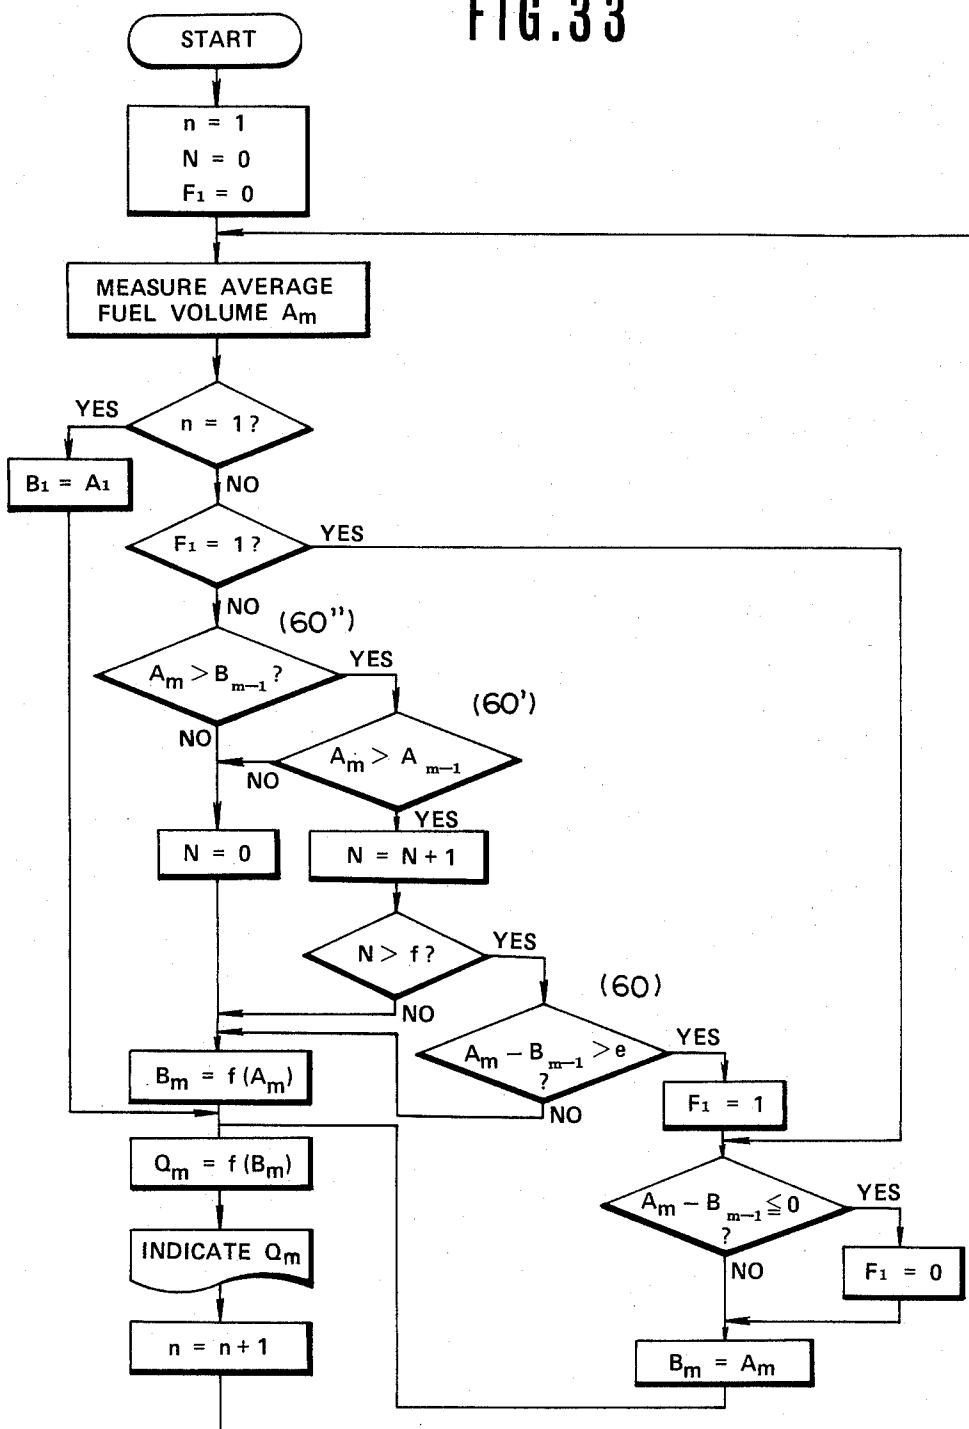 FIG.33
START
n = 1
N = 0
F1 = 0
MEASURE AVERAGE
FUEL VOLUME Am
YES
n = 1?
B1 = A1
NO
F1 = 1?
YES
NO
(60'')
Am > Bm-1 ?
YES
(60')
NO
Am > Am-1
NO
YES
N = 0
N = N+1
N > f?
YES
(60)
NO
Am - Bm-1 > e
?
YES
Bm = f(Am)
NO
F1 = 1
Qm = f(Bm)
Am - Bm-1 ≦ 0
?
YES
INDICATE Qm
NO
F1 = 0
n = n+1
Bm = Am